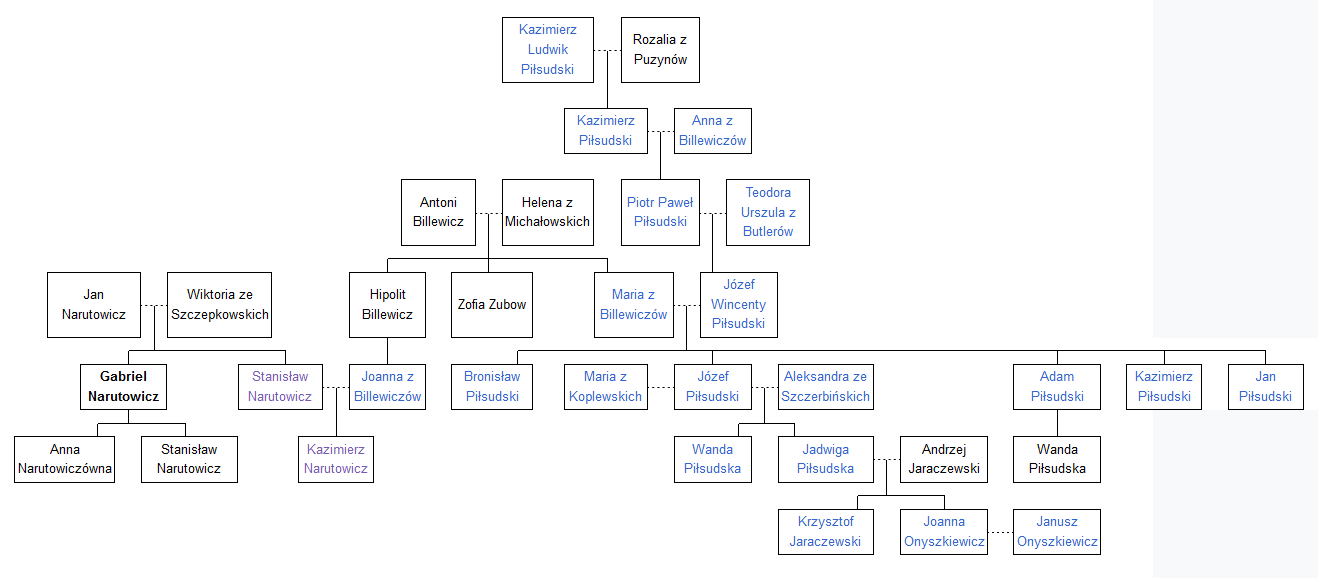 Kazimierz
Ludwik
Piłsudski
Rozalia z
Puzynów
Kazimierz
Piłsudski
Anna z
Billewiczów
Antoni
Billewicz
Helena z
Michałowskich
Piotr Paweł
Piłsudski
Teodora
Urszula z
Butlerów
Jan
Narutowicz
Wiktoria ze
Szczepkowskich
Hipolit
Billewicz
Zofia Zubow
Maria z
Billewiczów
Józef
Wincenty
Piłsudski
Gabriel
Narutowicz
Stanisław
Narutowicz
Joanna z
Billewiczów
Bronisław
Piłsudski
Maria z
Koplewskich
Józef
Piłsudski
Aleksandra ze
Szczerbińskich
Adam
Piłsudski
Kazimierz
Piłsudski
Jan
Piłsudski
Anna
Narutowiczówna
Stanisław
Narutowicz
Kazimierz
Narutowicz
Wanda
Piłsudska
Jadwiga
Piłsudska
Andrzej
Jaraczewski
Wanda
Piłsudska
Krzysztof
Jaraczewski
Joanna
Onyszkiewicz
Janusz
Onyszkiewicz